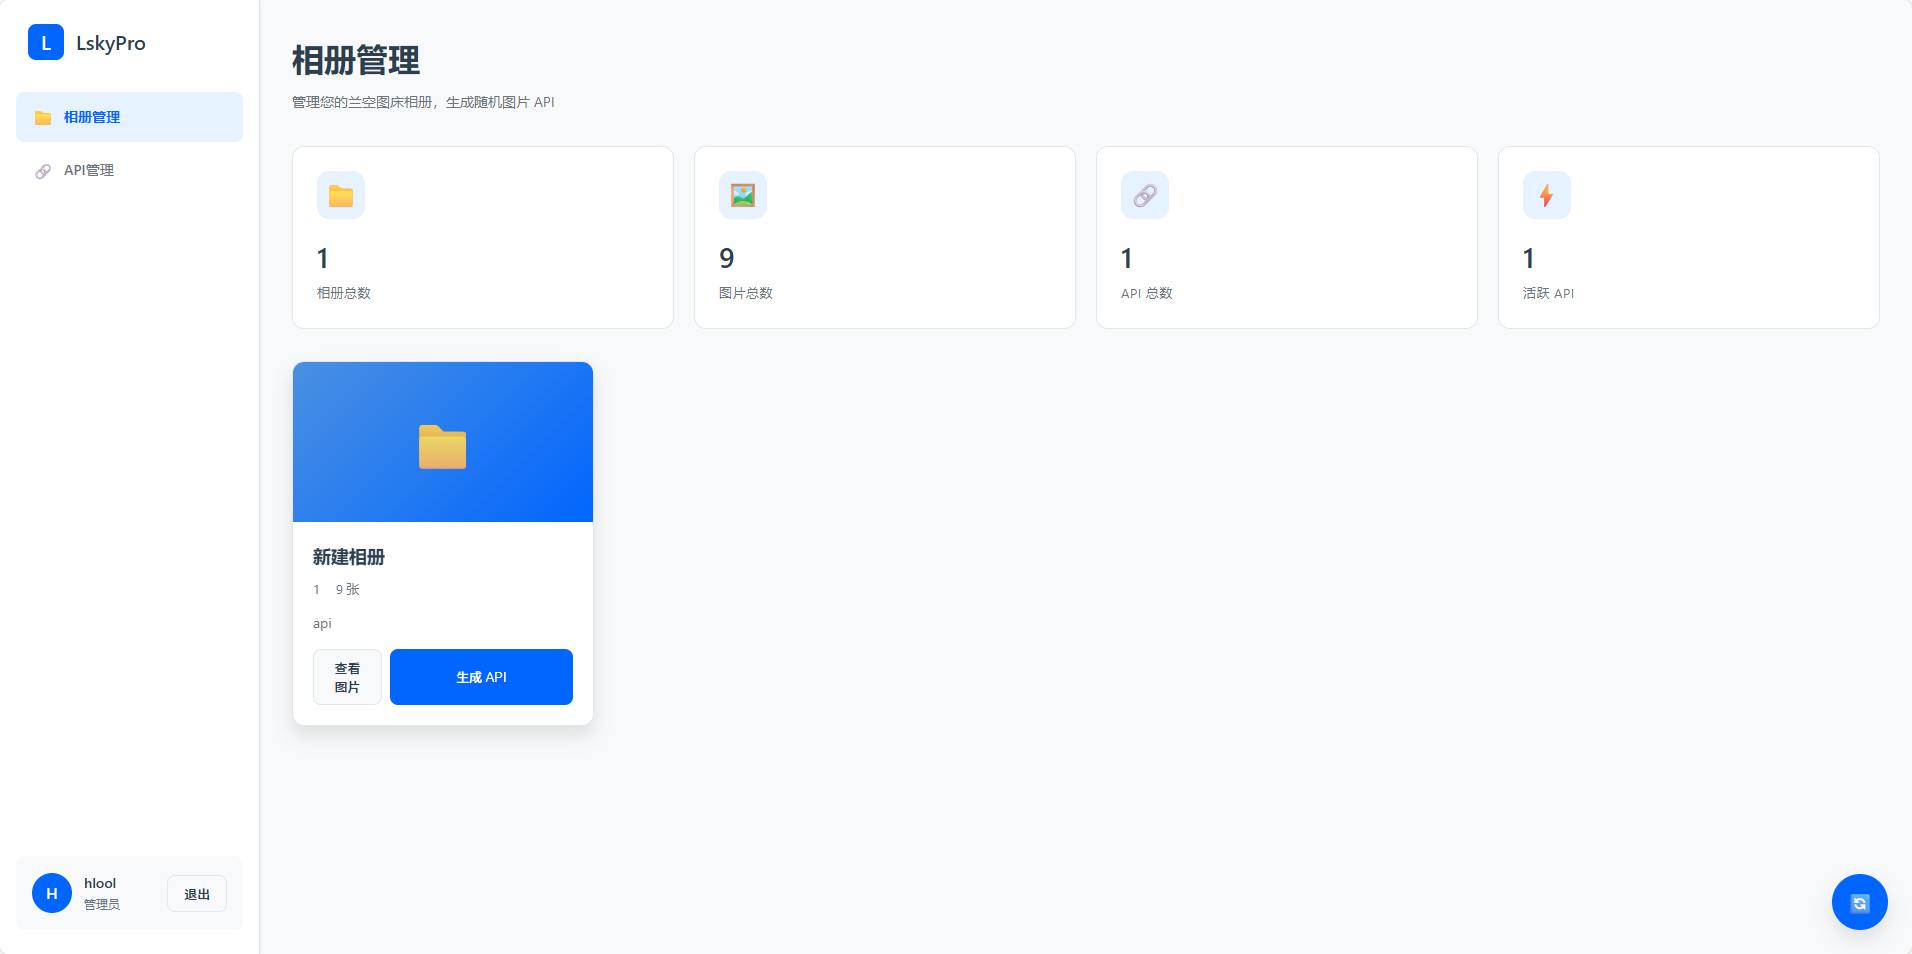 L LskyPro
相册管理
API管理
相册管理
管理您的兰空图床相册，生成随机图片 API
1
相册总数
9
图片总数
1
API 总数
1
活跃 API
新建相册
1 9 张
api
查看
图片
生成 API
H
hlool
管理员
退出